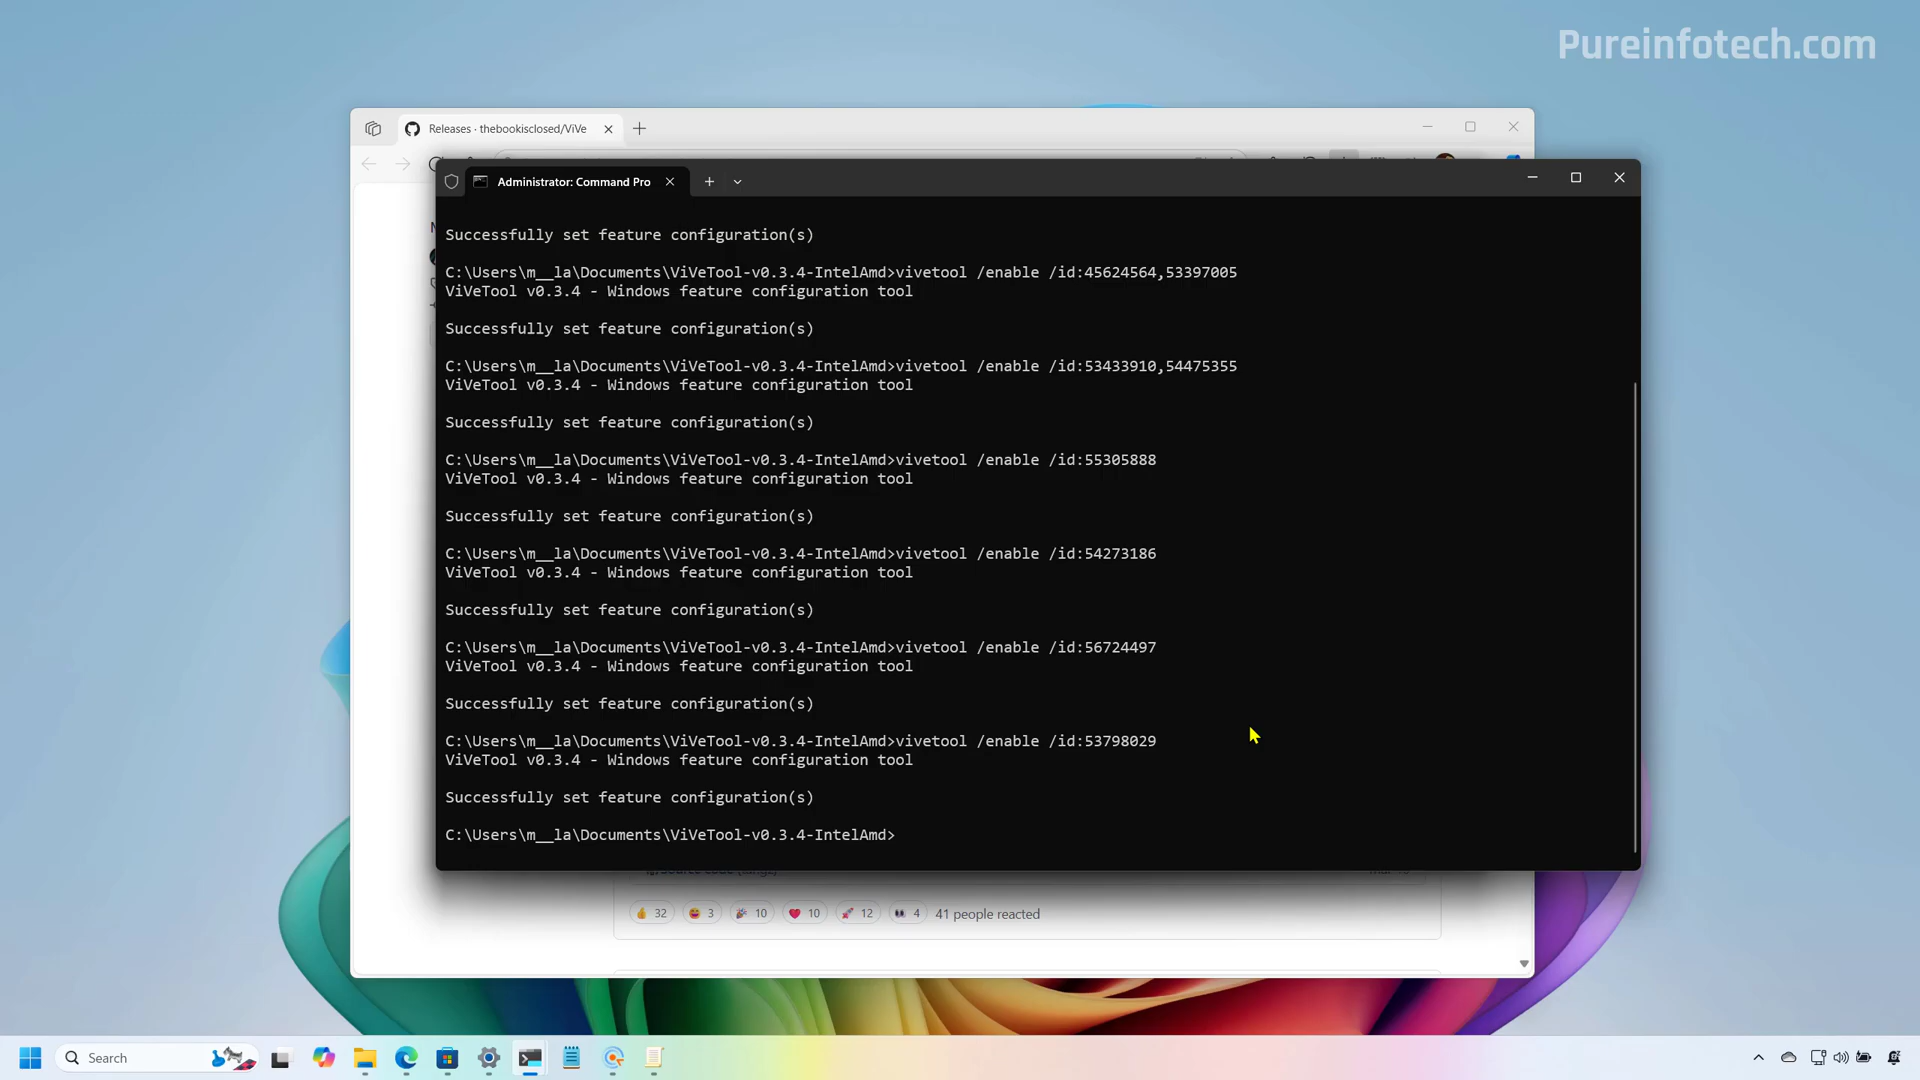 Pureinfotech.com
Releases · thebookisclosed/ViVe
Administrator: Command Pro
Successfully set feature configuration(s)
C:\Users\m__la\Documents\ViVeTool-v0.3.4-IntelAmd>vivetool /enable /id:45624564,53397005
ViVeTool v0.3.4 - Windows feature configuration tool
Successfully set feature configuration(s)
C:\Users\m__la\Documents\ViVeTool-v0.3.4-IntelAmd>vivetool /enable /id:53433910,54475355
ViVeTool v0.3.4 - Windows feature configuration tool
Successfully set feature configuration(s)
C:\Users\m__la\Documents\ViVeTool-v0.3.4-IntelAmd>vivetool /enable /id:55305888
ViVeTool v0.3.4 - Windows feature configuration tool
Successfully set feature configuration(s)
C:\Users\m__la\Documents\ViVeTool-v0.3.4-IntelAmd>vivetool /enable /id:54273186
ViVeTool v0.3.4 - Windows feature configuration tool
Successfully set feature configuration(s)
C:\Users\m__la\Documents\ViVeTool-v0.3.4-IntelAmd>vivetool /enable /id:56724497
ViVeTool v0.3.4 - Windows feature configuration tool
Successfully set feature configuration(s)
C:\Users\m__la\Documents\ViVeTool-v0.3.4-IntelAmd>vivetool /enable /id:53798029
ViVeTool v0.3.4 - Windows feature configuration tool
Successfully set feature configuration(s)
C:\Users\m__la\Documents\ViVeTool-v0.3.4-IntelAmd>
32 3 10 10 12 4 41 people reacted
Search